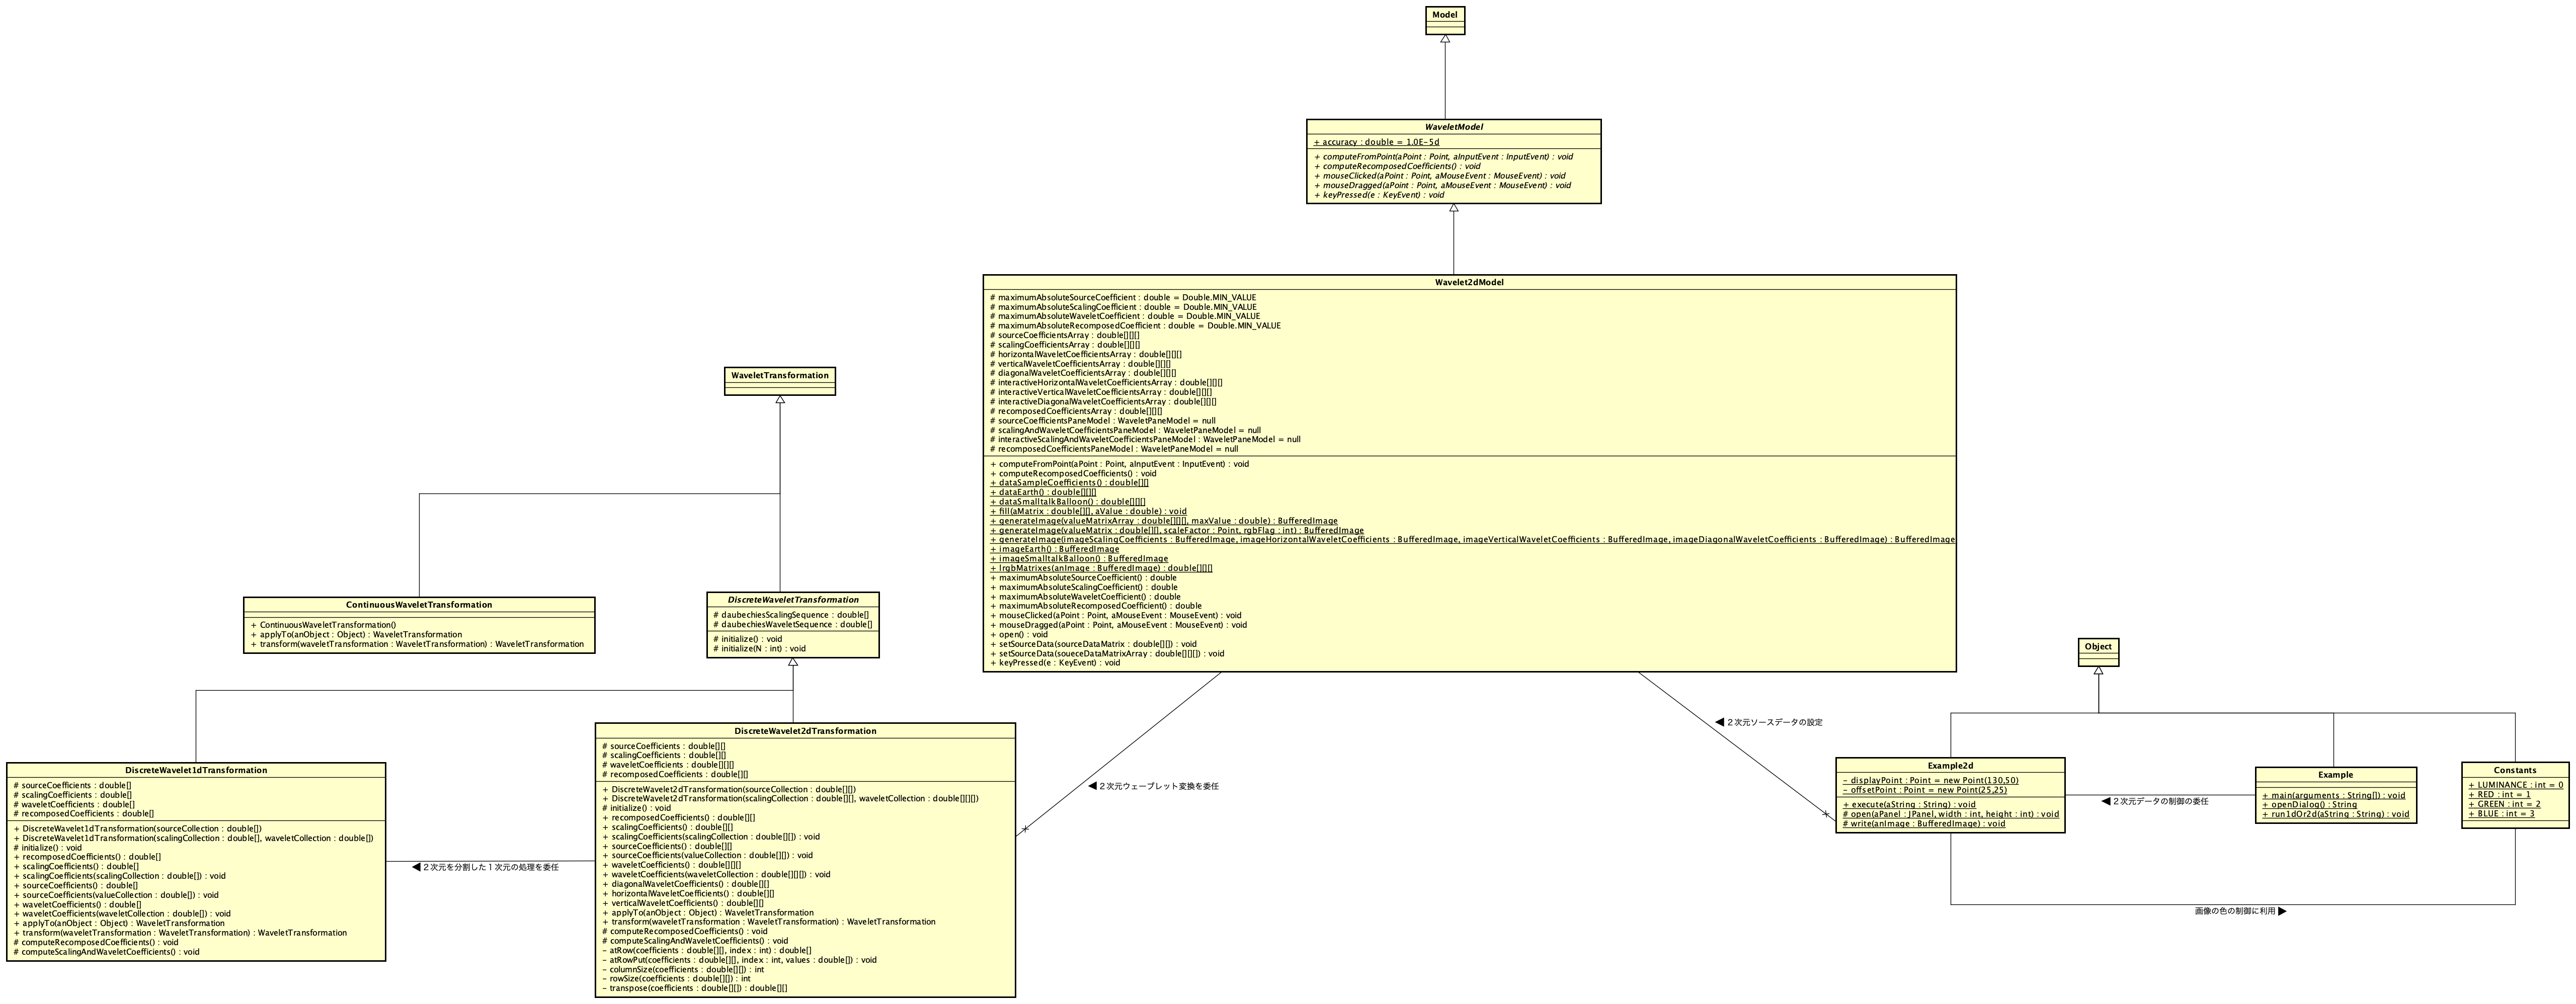 Model
WaveletModel
+ accuracy : double = 1.0E-5d
+ computeFromPoint(aPoint : Point, aInputEvent : InputEvent) : void
+ computeRecomposedCoefficients() : void
+ mouseClicked(aPoint : Point, aMouseEvent : MouseEvent) : void
+ mouseDragged(aPoint : Point, aMouseEvent : MouseEvent) : void
+ keyPressed(e : KeyEvent) : void
Wavelet2dModel
# maximumAbsoluteSourceCoefficient : double = Double.MIN_VALUE
# maximumAbsoluteScalingCoefficient : double = Double.MIN_VALUE
# maximumAbsoluteWaveletCoefficient : double = Double.MIN_VALUE
# maximumAbsoluteRecomposedCoefficient : double = Double.MIN_VALUE
# sourceCoefficientsArray : double[][][]
# scalingCoefficientsArray : double[][][]
# horizontalWaveletCoefficientsArray : double[][][]
# verticalWaveletCoefficientsArray : double[][][]
# diagonalWaveletCoefficientsArray : double[][][]
# interactiveHorizontalWaveletCoefficientsArray : double[][][]
# interactiveVerticalWaveletCoefficientsArray : double[][][]
# interactiveDiagonalWaveletCoefficientsArray : double[][][]
# recomposedCoefficientsArray : double[][][]
# sourceCoefficientsPaneModel : WaveletPaneModel = null
# scalingAndWaveletCoefficientsPaneModel : WaveletPaneModel = null
# interactiveScalingAndWaveletCoefficientsPaneModel : WaveletPaneModel = null
# recomposedCoefficientsPaneModel : WaveletPaneModel = null
+ computeFromPoint(aPoint : Point, aInputEvent : InputEvent) : void
+ computeRecomposedCoefficients() : void
+ dataSampleCoefficients() : double[][]
+ dataEarth() : double[][][]
+ dataSmalltalkBalloon() : double[][][]
+ fill(aMatrix : double[][], aValue : double) : void
+ generateImage(valueMatrixArray : double[][][], maxValue : double) : BufferedImage
+ generateImage(valueMatrix : double[][], scaleFactor : Point, rgbFlag : int) : BufferedImage
+ generateImage(imageScalingCoefficients : BufferedImage, imageHorizontalWaveletCoefficients : BufferedImage, imageVerticalWaveletCoefficients : BufferedImage, imageDiagonalWaveletCoefficients : BufferedImage) : BufferedImage
+ imageEarth() : BufferedImage
+ imageSmalltalkBalloon() : BufferedImage
+ lrgbMatrixes(anImage : BufferedImage) : double[][][]
+ maximumAbsoluteSourceCoefficient() : double
+ maximumAbsoluteScalingCoefficient() : double
+ maximumAbsoluteWaveletCoefficient() : double
+ maximumAbsoluteRecomposedCoefficient() : double
+ mouseClicked(aPoint : Point, aMouseEvent : MouseEvent) : void
+ mouseDragged(aPoint : Point, aMouseEvent : MouseEvent) : void
+ open() : void
+ setSourceData(sourceDataMatrix : double[][]) : void
+ setSourceData(soueceDataMatrixArray : double[][][]) : void
+ keyPressed(e : KeyEvent) : void
WaveletTransformation
ContinuousWaveletTransformation
+ ContinuousWaveletTransformation()
+ applyTo(anObject : Object) : WaveletTransformation
+ transform(waveletTransformation : WaveletTransformation) : WaveletTransformation
DiscreteWaveletTransformation
# daubechiesScalingSequence : double[]
# daubechiesWaveletSequence : double[]
# initialize() : void
# initialize(N : int) : void
DiscreteWavelet1dTransformation
# sourceCoefficients : double[]
# scalingCoefficients : double[]
# waveletCoefficients : double[]
# recomposedCoefficients : double[]
+ DiscreteWavelet1dTransformation(sourceCollection : double[])
+ DiscreteWavelet1dTransformation(scalingCollection : double[], waveletCollection : double[])
# initialize() : void
+ recomposedCoefficients() : double[]
+ scalingCoefficients() : double[]
+ scalingCoefficients(scalingCollection : double[]) : void
+ sourceCoefficients() : double[]
+ sourceCoefficients(valueCollection : double[]) : void
+ waveletCoefficients() : double[]
+ waveletCoefficients(waveletCollection : double[]) : void
+ applyTo(anObject : Object) : WaveletTransformation
+ transform(waveletTransformation : WaveletTransformation) : WaveletTransformation
# computeRecomposedCoefficients() : void
# computeScalingAndWaveletCoefficients() : void
◀ 2次元を分割した1次元の処理を委任
DiscreteWavelet2dTransformation
# sourceCoefficients : double[][]
# scalingCoefficients : double[][]
# waveletCoefficients : double[][][]
# recomposedCoefficients : double[][]
+ DiscreteWavelet2dTransformation(sourceCollection : double[][])
+ DiscreteWavelet2dTransformation(scalingCollection : double[][], waveletCollection : double[][][])
# initialize() : void
+ recomposedCoefficients() : double[][]
+ scalingCoefficients() : double[][]
+ scalingCoefficients(scalingCollection : double[][]) : void
+ sourceCoefficients() : double[][]
+ sourceCoefficients(valueCollection : double[][]) : void
+ waveletCoefficients() : double[][][]
+ waveletCoefficients(waveletCollection : double[][][]) : void
+ diagonalWaveletCoefficients() : double[][]
+ horizontalWaveletCoefficients() : double[][]
+ verticalWaveletCoefficients() : double[][]
+ applyTo(anObject : Object) : WaveletTransformation
+ transform(waveletTransformation : WaveletTransformation) : WaveletTransformation
# computeRecomposedCoefficients() : void
# computeScalingAndWaveletCoefficients() : void
- atRow(coefficients : double[][], index : int) : double[]
- atRowPut(coefficients : double[][], index : int, values : double[]) : void
- columnSize(coefficients : double[][]) : int
- rowSize(coefficients : double[][]) : int
- transpose(coefficients : double[][]) : double[][]
◀ 2次元ウェーブレット変換を委任
◀ 2次元ソースデータの設定
Object
Example2d
- displayPoint : Point = new Point(130,50)
- offsetPoint : Point = new Point(25,25)
+ execute(aString : String) : void
# open(aPanel : JPanel, width : int, height : int) : void
# write(anImage : BufferedImage) : void
◀ 2次元データの制御の委任
Example
+ main(arguments : String[]) : void
+ openDialog() : String
+ run1dOr2d(aString : String) : void
Constants
+ LUMINANCE : int = 0
+ RED : int = 1
+ GREEN : int = 2
+ BLUE : int = 3
画像の色の制御に利用 ▶